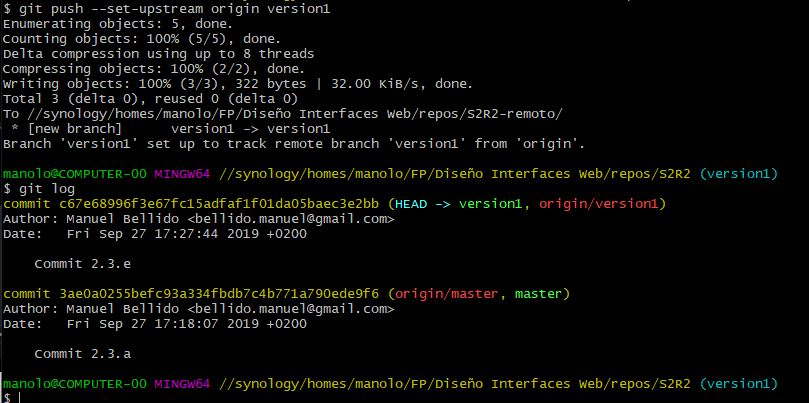 $ git push --set-upstream origin version1
Enumerating objects: 5, done.
Counting objects: 100% (5/5), done.
Delta compression using up to 8 threads
Compressing objects: 100% (2/2), done.
Writing objects: 100% (3/3), 322 bytes | 32.00 KiB/s, done.
Total 3 (delta 0), reused 0 (delta 0)
To //synology/homes/manolo/FP/Diseño Interfaces Web/repos/S2R2-remoto/
 * [new branch]      version1 -> version1
Branch 'version1' set up to track remote branch 'version1' from 'origin'.
manolo@COMPUTER-00 MINGW64 //synology/homes/manolo/FP/Diseño Interfaces Web/repos/S2R2 (version1)
$ git log
commit c67e68996f3e67fc15adfaf1f01da05baec3e2bb (HEAD -> version1, origin/version1)
Author: Manuel Bellido <bellido.manuel@gmail.com>
Date:   Fri Sep 27 17:27:44 2019 +0200
    Commit 2.3.e
commit 3ae0a0255befc93a334fbdb7c4b771a790ede9f6 (origin/master, master)
Author: Manuel Bellido <bellido.manuel@gmail.com>
Date:   Fri Sep 27 17:18:07 2019 +0200
    Commit 2.3.a
manolo@COMPUTER-00 MINGW64 //synology/homes/manolo/FP/Diseño Interfaces Web/repos/S2R2 (version1)
$